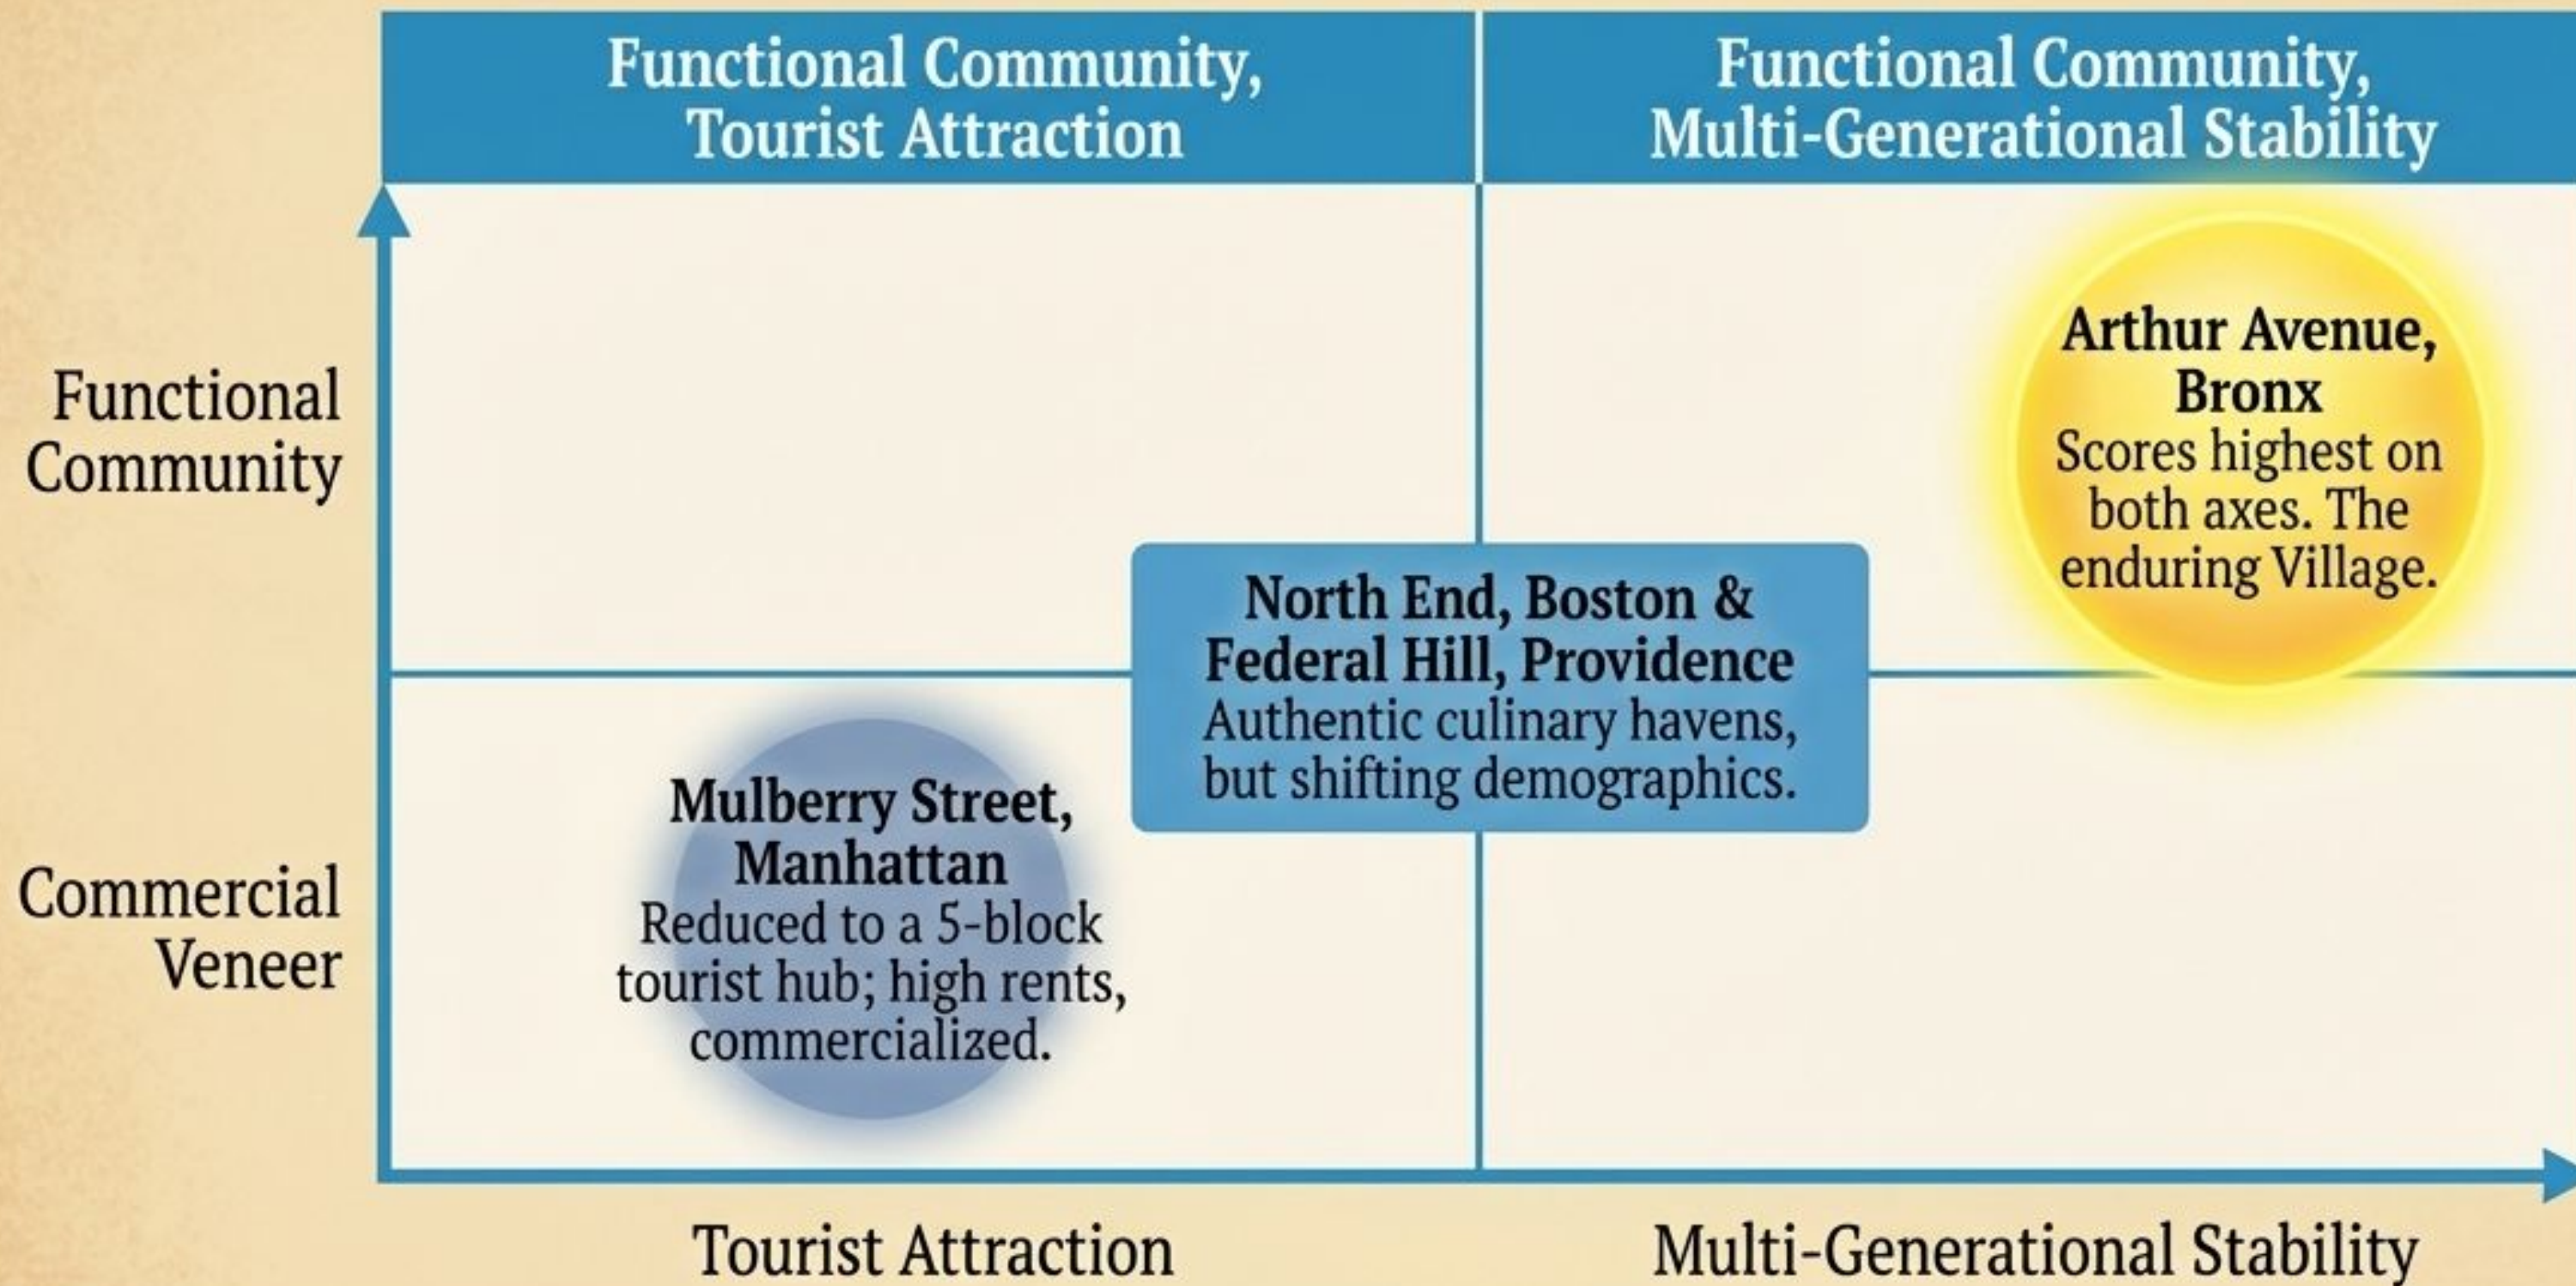 Functional Community,
Tourist Attraction
Functional Community,
Multi-Generational Stability
Functional
Community
Arthur Avenue,
Bronx
Scores highest on
both axes. The
enduring Village.
North End, Boston &
Federal Hill, Providence
Authentic culinary havens,
but shifting demographics.
Commercial
Veneer
Mulberry Street,
Manhattan
Reduced to a 5-block
tourist hub; high rents,
commercialized.
Tourist Attraction
Multi-Generational Stability